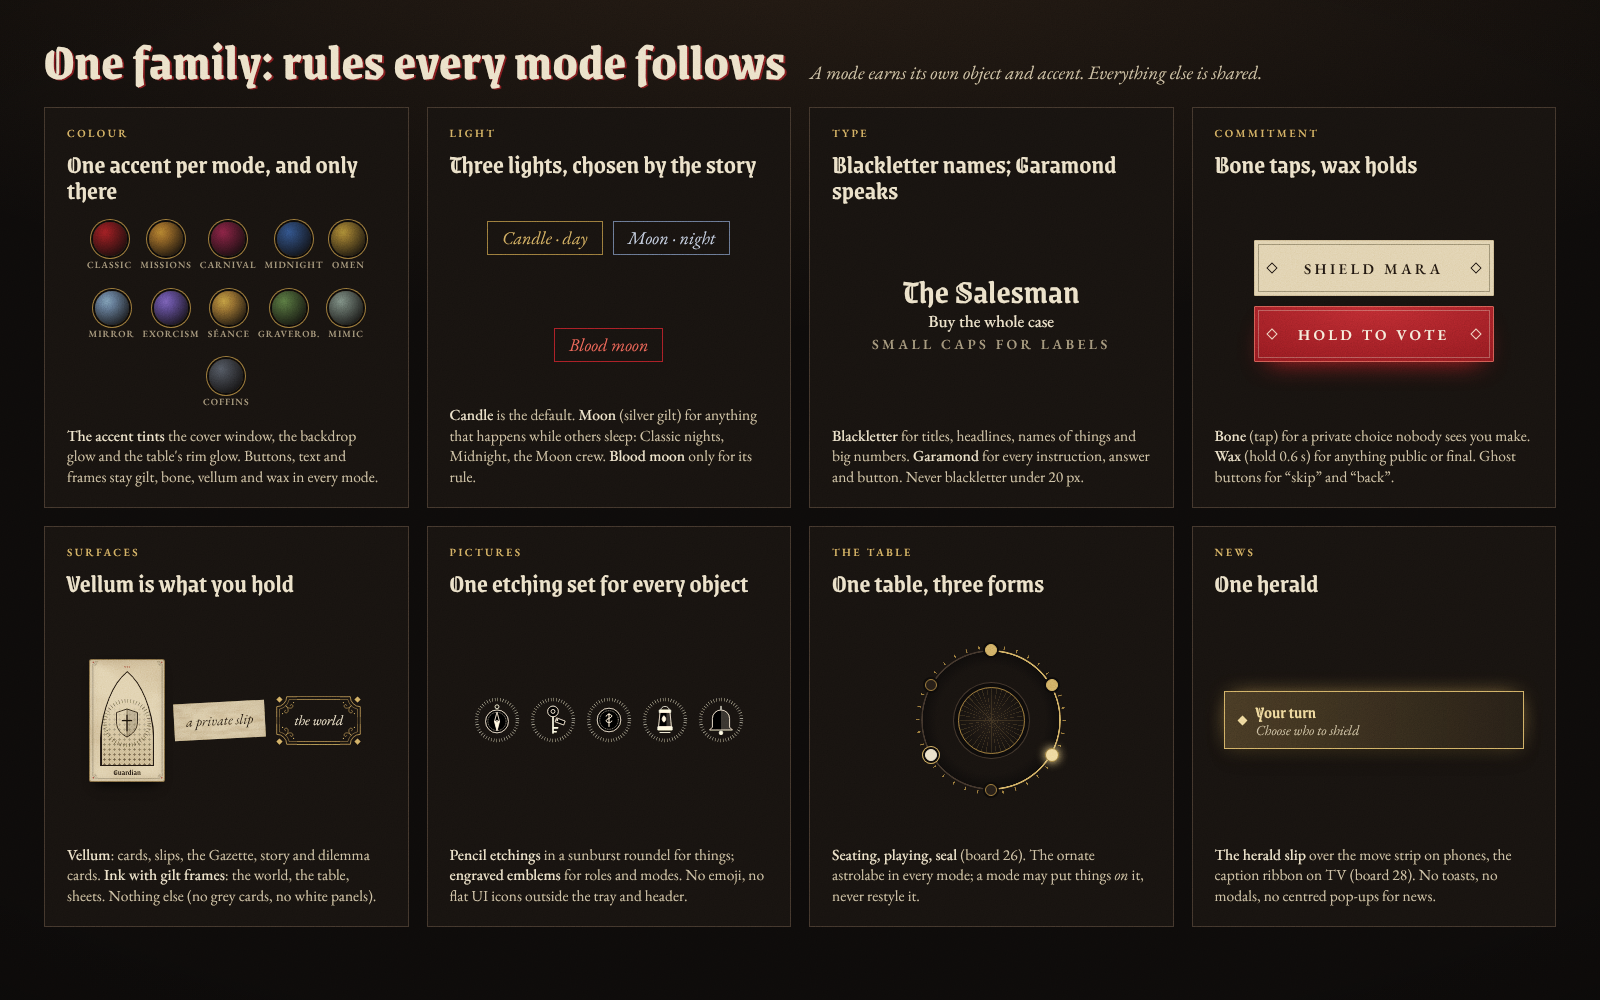 One family: rules every mode follows
A mode earns its own object and accent. Everything else is shared.
COLOUR
One accent per mode, and only
there
CLASSIC MISSIONS CARNIVAL MIDNIGHT OMEN
MIRROR EXORCISM SÉANCE GRAVEROB. MIMIC
COFFINS
The accent tints the cover window, the backdrop
glow and the table's rim glow. Buttons, text and
frames stay gilt, bone, vellum and wax in every mode.
LIGHT
Three lights, chosen by the story
Candle · day
Moon · night
Blood moon
Candle is the default. Moon (silver gilt) for anything
that happens while others sleep: Classic nights,
Midnight, the Moon crew. Blood moon only for its
rule.
TYPE
Blackletter names; Garamond
speaks
The Salesman
Buy the whole case
SMALL CAPS FOR LABELS
Blackletter for titles, headlines, names of things and
big numbers. Garamond for every instruction, answer
and button. Never blackletter under 20 px.
COMMITMENT
Bone taps, wax holds
SHIELD MARA
HOLD TO VOTE
Bone (tap) for a private choice nobody sees you make.
Wax (hold 0.6 s) for anything public or final. Ghost
buttons for “skip” and “back”.
SURFACES
Vellum is what you hold
Guardian
a private slip
the world
Vellum: cards, slips, the Gazette, story and dilemma
cards. Ink with gilt frames: the world, the table,
sheets. Nothing else (no grey cards, no white panels).
PICTURES
One etching set for every object
Pencil etchings in a sunburst roundel for things;
engraved emblems for roles and modes. No emoji, no
flat UI icons outside the tray and header.
THE TABLE
One table, three forms
Seating, playing, seal (board 26). The ornate
astrolabe in every mode; a mode may put things on it,
never restyle it.
NEWS
One herald
Your turn
Choose who to shield
The herald slip over the move strip on phones, the
caption ribbon on TV (board 28). No toasts, no
modals, no centred pop-ups for news.